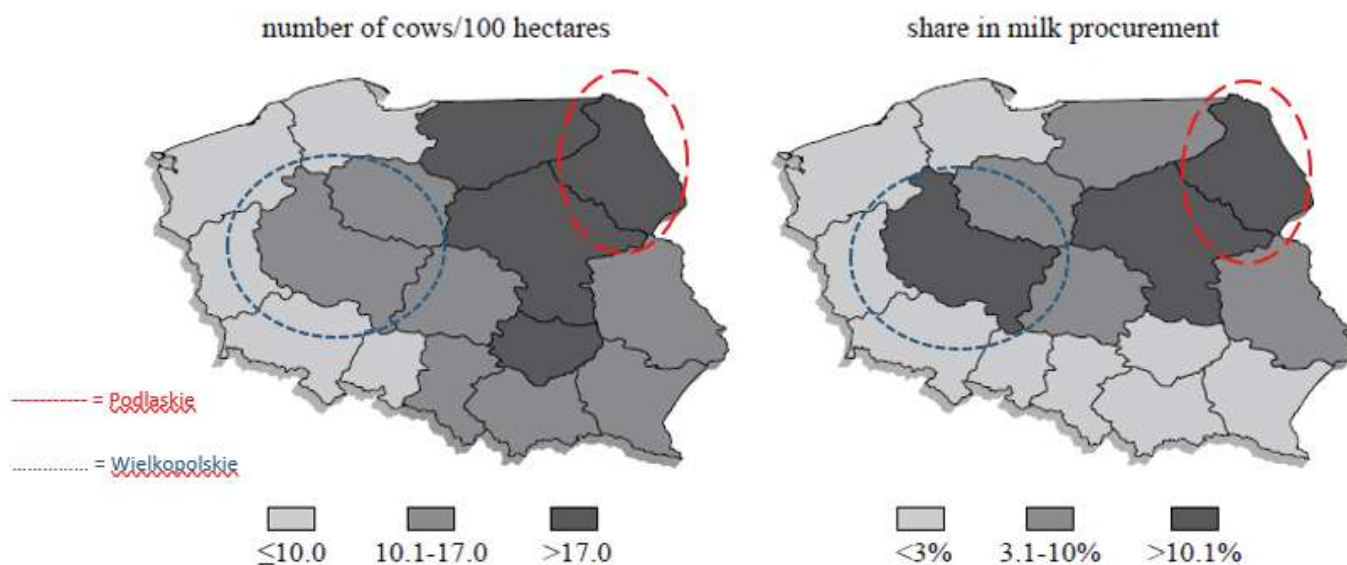 number of cows/100 hectares
share in milk procurement
----------- = Podlaskie
.............. = Wielkopolskie
≤10.0 10.1-17.0 >17.0
<3% 3.1-10% >10.1%